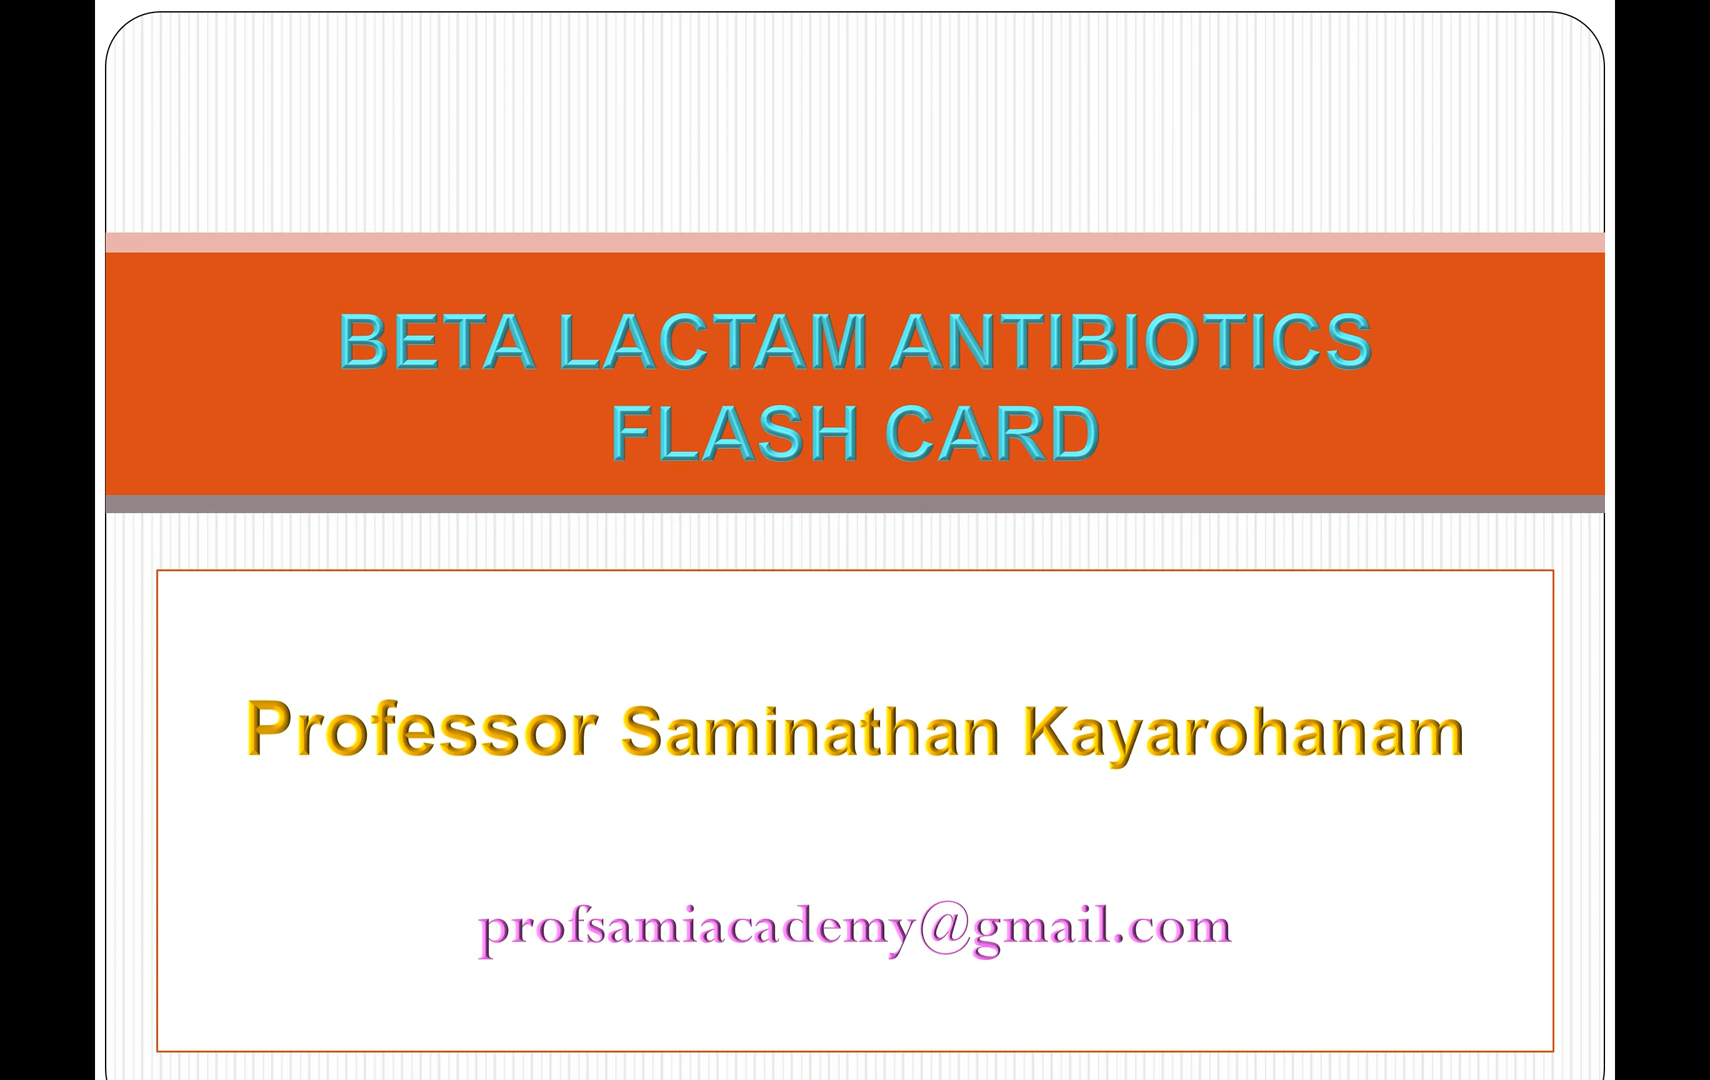 BETA LACTAM ANTIBIOTICS
FLASH CARD
Professor Saminathan Kayarohanam
profsamiacademy@gmail.com